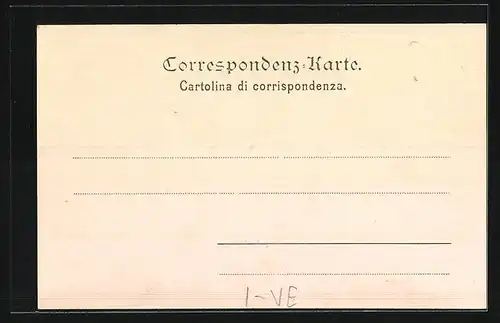 Correspondenz-Karte.
Cartolina di corrispondenza.
I-VE